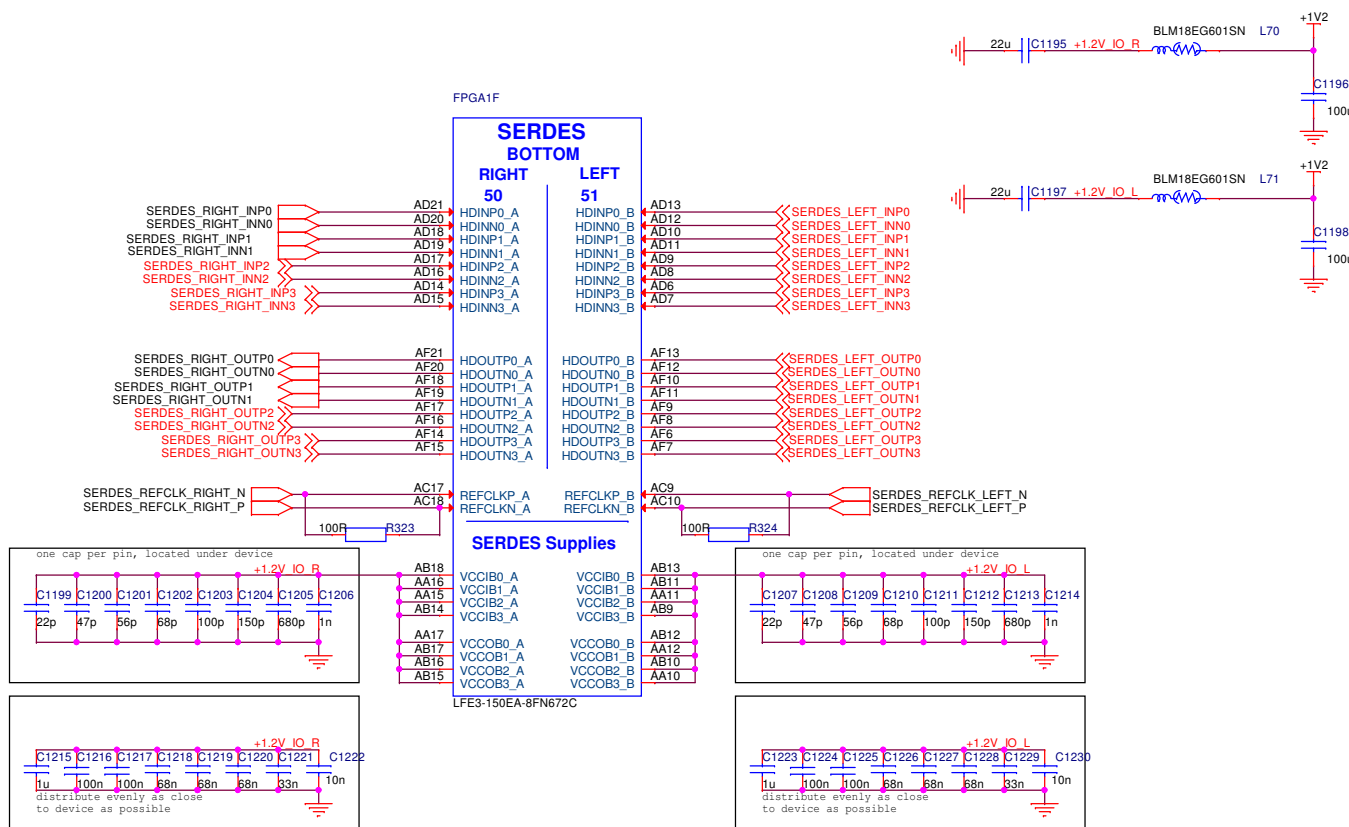 +1V2
BLM18EG601SN L70
22u C1195 +1.2V_IO_R
C1196
100u
FPGA1F
+1V2
BLM18EG601SN L71
22u C1197 +1.2V_IO_L
C1198
100u
SERDES
BOTTOM
RIGHT LEFT
50 51
SERDES_RIGHT_INP0 AD21 HDINP0_A HDINP0_B AD13 SERDES_LEFT_INP0
SERDES_RIGHT_INN0 AD20 HDINN0_A HDINN0_B AD12 SERDES_LEFT_INN0
SERDES_RIGHT_INP1 AD18 HDINP1_A HDINP1_B AD10 SERDES_LEFT_INP1
SERDES_RIGHT_INN1 AD19 HDINN1_A HDINN1_B AD11 SERDES_LEFT_INN1
SERDES_RIGHT_INP2 AD17 HDINP2_A HDINP2_B AD9 SERDES_LEFT_INP2
SERDES_RIGHT_INN2 AD16 HDINN2_A HDINN2_B AD8 SERDES_LEFT_INN2
SERDES_RIGHT_INP3 AD14 HDINP3_A HDINP3_B AD6 SERDES_LEFT_INP3
SERDES_RIGHT_INN3 AD15 HDINN3_A HDINN3_B AD7 SERDES_LEFT_INN3
SERDES_RIGHT_OUTP0 AF21 HDOUTP0_A HDOUTP0_B AF13 SERDES_LEFT_OUTP0
SERDES_RIGHT_OUTN0 AF20 HDOUTN0_A HDOUTN0_B AF12 SERDES_LEFT_OUTN0
SERDES_RIGHT_OUTP1 AF18 HDOUTP1_A HDOUTP1_B AF10 SERDES_LEFT_OUTP1
SERDES_RIGHT_OUTN1 AF19 HDOUTN1_A HDOUTN1_B AF11 SERDES_LEFT_OUTN1
SERDES_RIGHT_OUTP2 AF17 HDOUTP2_A HDOUTP2_B AF9 SERDES_LEFT_OUTP2
SERDES_RIGHT_OUTN2 AF16 HDOUTN2_A HDOUTN2_B AF8 SERDES_LEFT_OUTN2
SERDES_RIGHT_OUTP3 AF14 HDOUTP3_A HDOUTP3_B AF6 SERDES_LEFT_OUTP3
SERDES_RIGHT_OUTN3 AF15 HDOUTN3_A HDOUTN3_B AF7 SERDES_LEFT_OUTN3
SERDES_REFCLK_RIGHT_N AC17 REFCLKP_A REFCLKP_B AC9 SERDES_REFCLK_LEFT_N
SERDES_REFCLK_RIGHT_P AC18 REFCLKN_A REFCLKN_B AC10 SERDES_REFCLK_LEFT_P
100R R323 100R R324
SERDES Supplies
one cap per pin, located under device one cap per pin, located under device
+1.2V_IO_R AB18 VCCIB0_A VCCIB0_B AB13 +1.2V_IO_L
AA16 VCCIB1_A VCCIB1_B AB11
C1199 C1200 C1201 C1202 C1203 C1204 C1205 C1206 AA15 VCCIB2_A VCCIB2_B AA11 C1207 C1208 C1209 C1210 C1211 C1212 C1213 C1214
AB14 VCCIB3_A VCCIB3_B AB9
22p 47p 56p 68p 100p 150p 680p 1n 22p 47p 56p 68p 100p 150p 680p 1n
AA17 VCCOB0_A VCCOB0_B AB12
AB17 VCCOB1_A VCCOB1_B AA12
AB16 VCCOB2_A VCCOB2_B AB10
AB15 VCCOB3_A VCCOB3_B AA10
LFE3-150EA-8FN672C
+1.2V_IO_R +1.2V_IO_L
C1215 C1216 C1217 C1218 C1219 C1220 C1221 C1222 C1223 C1224 C1225 C1226 C1227 C1228 C1229 C1230
1u 100n 100n 68n 68n 68n 33n 10n 1u 100n 100n 68n 68n 68n 33n 10n
distribute evenly as close distribute evenly as close
to device as possible to device as possible